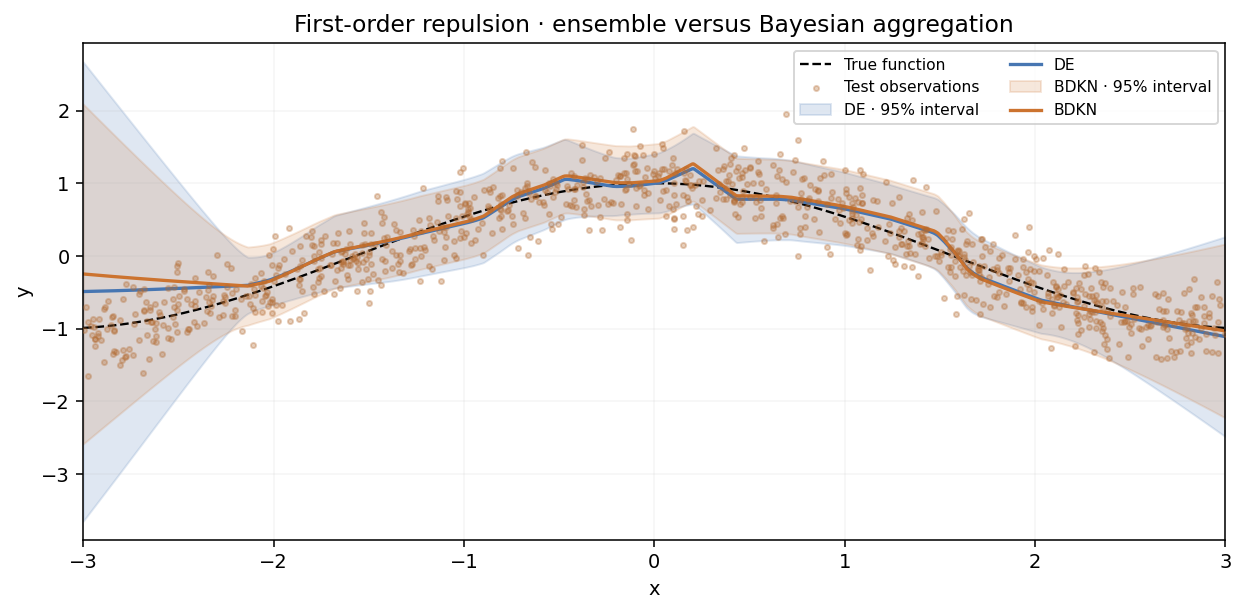 First-order repulsion · ensemble versus Bayesian aggregation
True function
Test observations
DE · 95% interval
DE
BDKN · 95% interval
BDKN
y
2
1
0
−1
−2
−3
−3
−2
−1
0
1
2
3
x